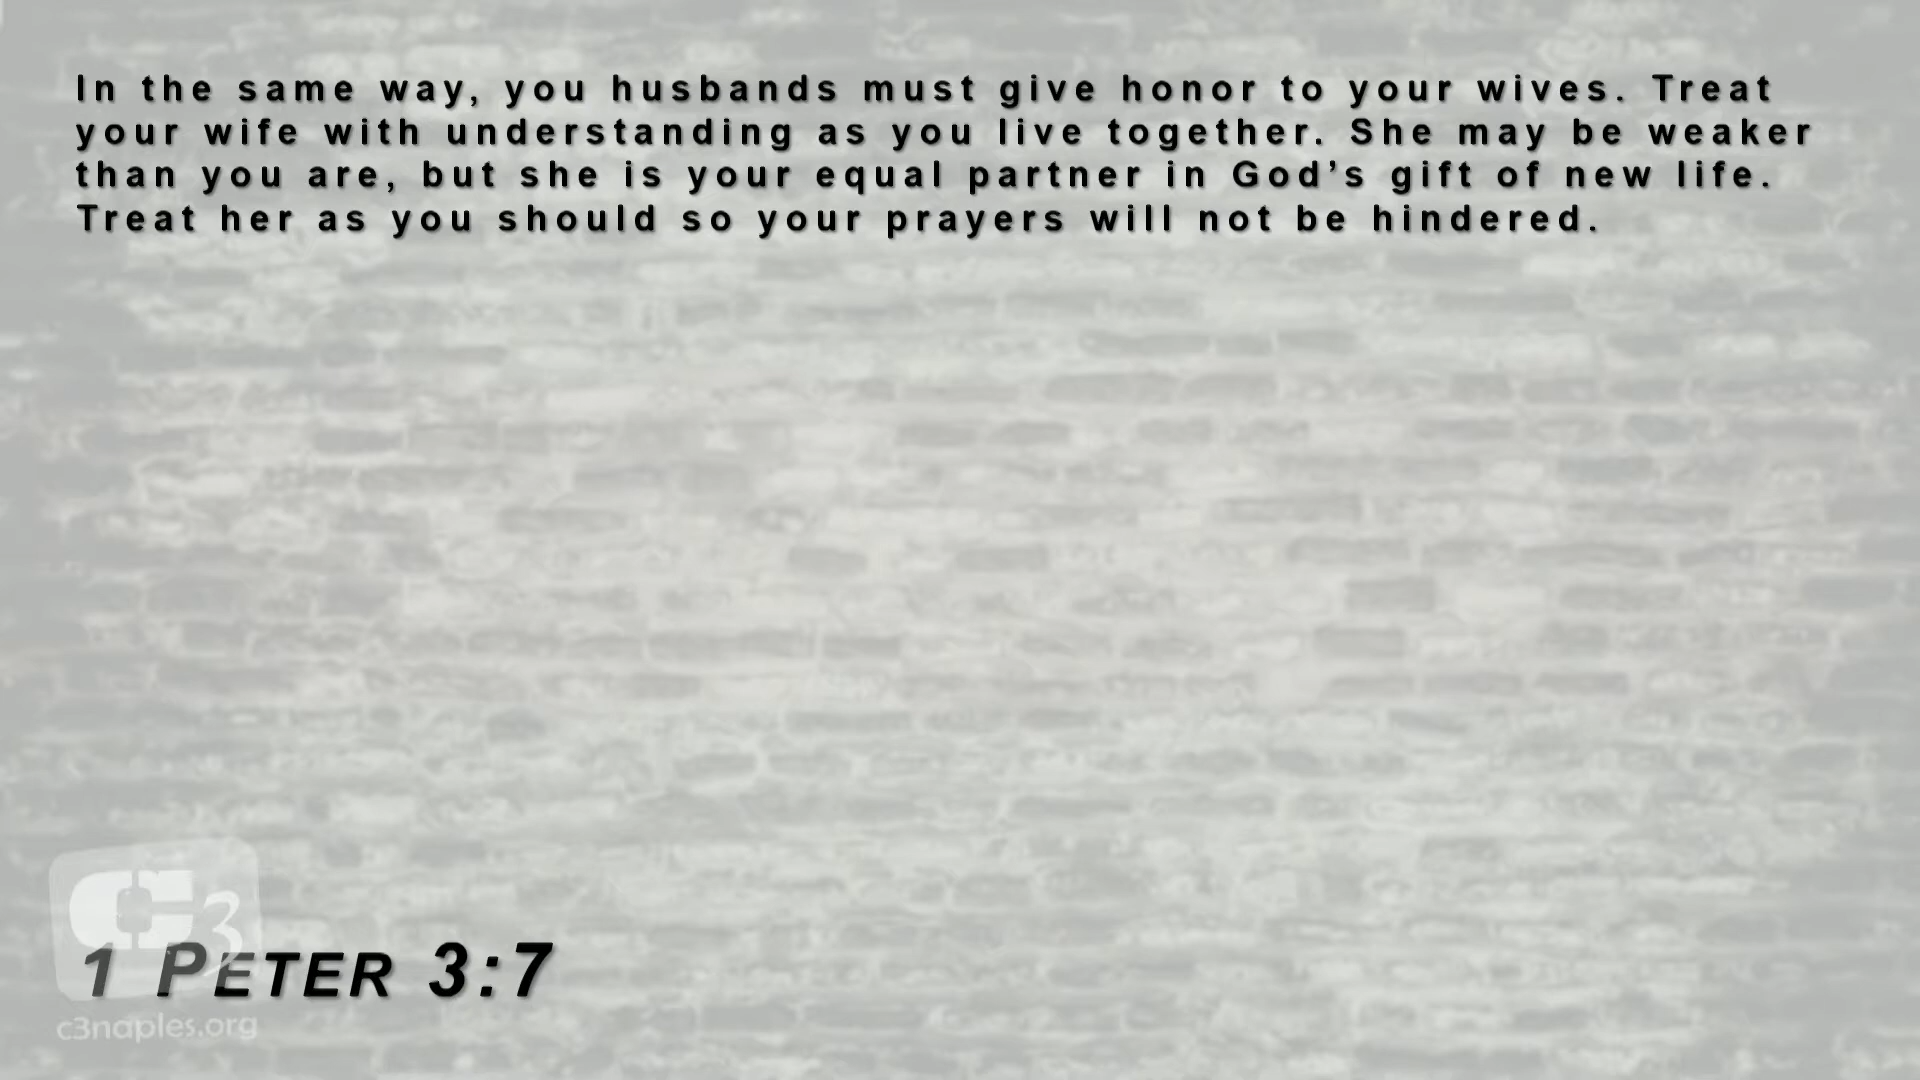 In the same way, you husbands must give honor to your wives. Treat
your wife with understanding as you live together. She may be weaker
than you are, but she is your equal partner in God’s gift of new life.
Treat her as you should so your prayers will not be hindered.
C3
1 Peter 3:7
c3naples.org